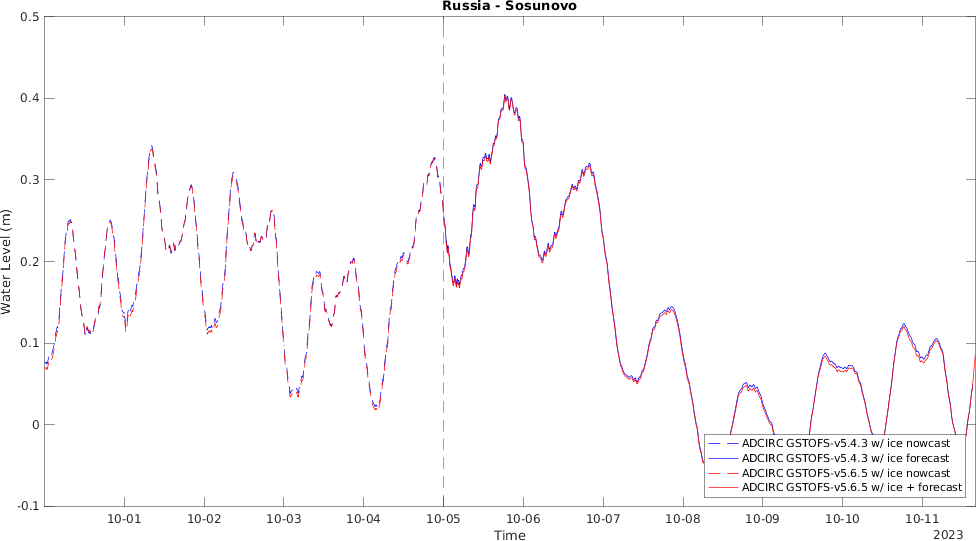 Russia - Sosunovo
Water Level (m)
0.5
0.4
0.3
0.2
0.1
0
-0.1
ADCIRC GSTOFS-v5.4.3 w/ ice nowcast
ADCIRC GSTOFS-v5.4.3 w/ ice forecast
ADCIRC GSTOFS-v5.6.5 w/ ice nowcast
ADCIRC GSTOFS-v5.6.5 w/ ice + forecast
10-01 10-02 10-03 10-04 10-05 10-06 10-07 10-08 10-09 10-10 10-11
Time
2023